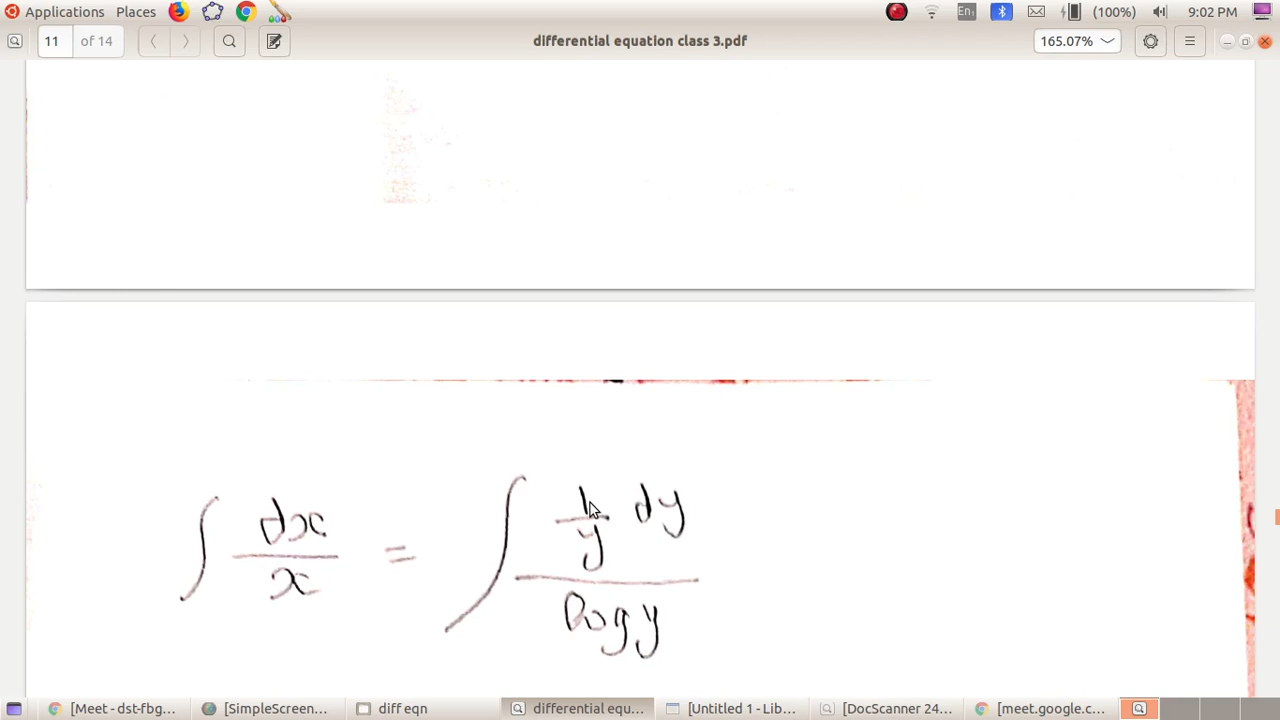 Applications Places En₁ (100%) 9:02 PM
11 of 14 differential equation class 3.pdf 165.07%
∫ dx/x = ∫ (1/y dy)/(log y)
[Meet - dst-fbg... [SimpleScreen... diff eqn differential equ... [Untitled 1 - Lib... [DocScanner 24... [meet.google.c...